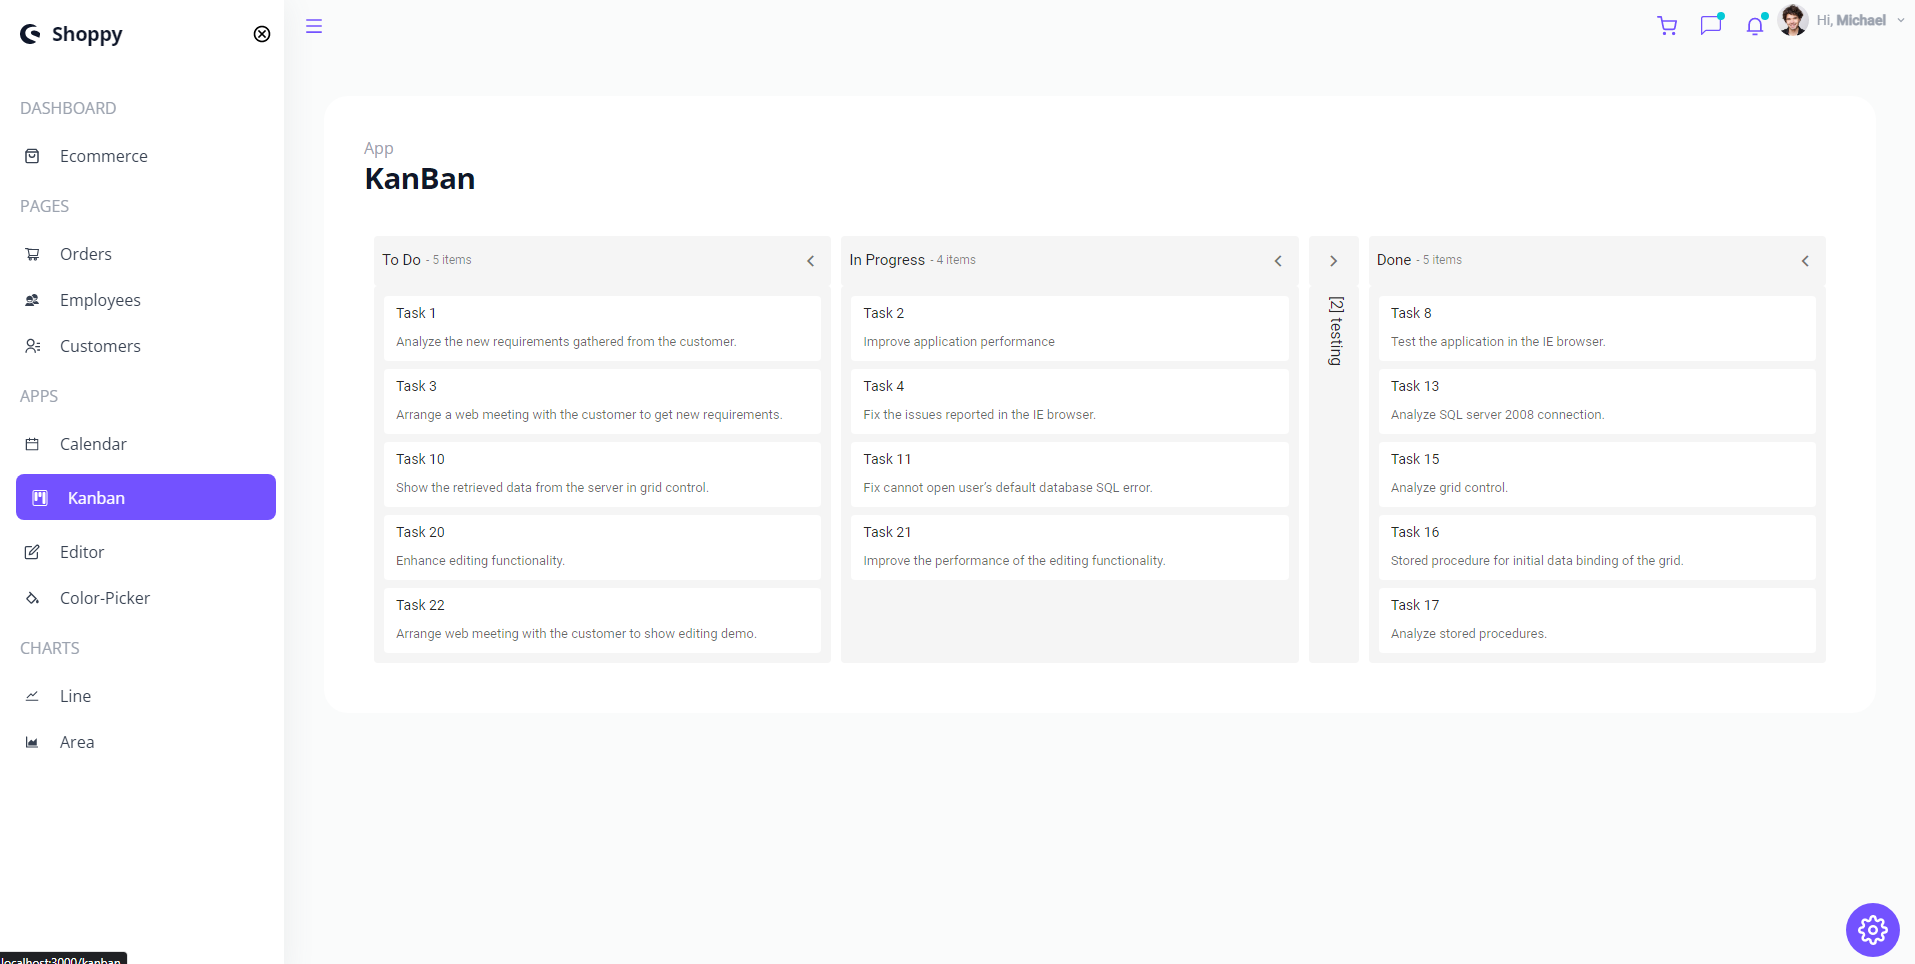 Shoppy
DASHBOARD
Ecommerce
PAGES
Orders
Employees
Customers
APPS
Calendar
Kanban
Editor
Color-Picker
CHARTS
Line
Area
localhost:3000/kanban
Hi, Michael
App
KanBan
To Do - 5 items
Task 1
Analyze the new requirements gathered from the customer.
Task 3
Arrange a web meeting with the customer to get new requirements.
Task 10
Show the retrieved data from the server in grid control.
Task 20
Enhance editing functionality.
Task 22
Arrange web meeting with the customer to show editing demo.
In Progress - 4 items
Task 2
Improve application performance
Task 4
Fix the issues reported in the IE browser.
Task 11
Fix cannot open user’s default database SQL error.
Task 21
Improve the performance of the editing functionality.
[2] testing
Done - 5 items
Task 8
Test the application in the IE browser.
Task 13
Analyze SQL server 2008 connection.
Task 15
Analyze grid control.
Task 16
Stored procedure for initial data binding of the grid.
Task 17
Analyze stored procedures.